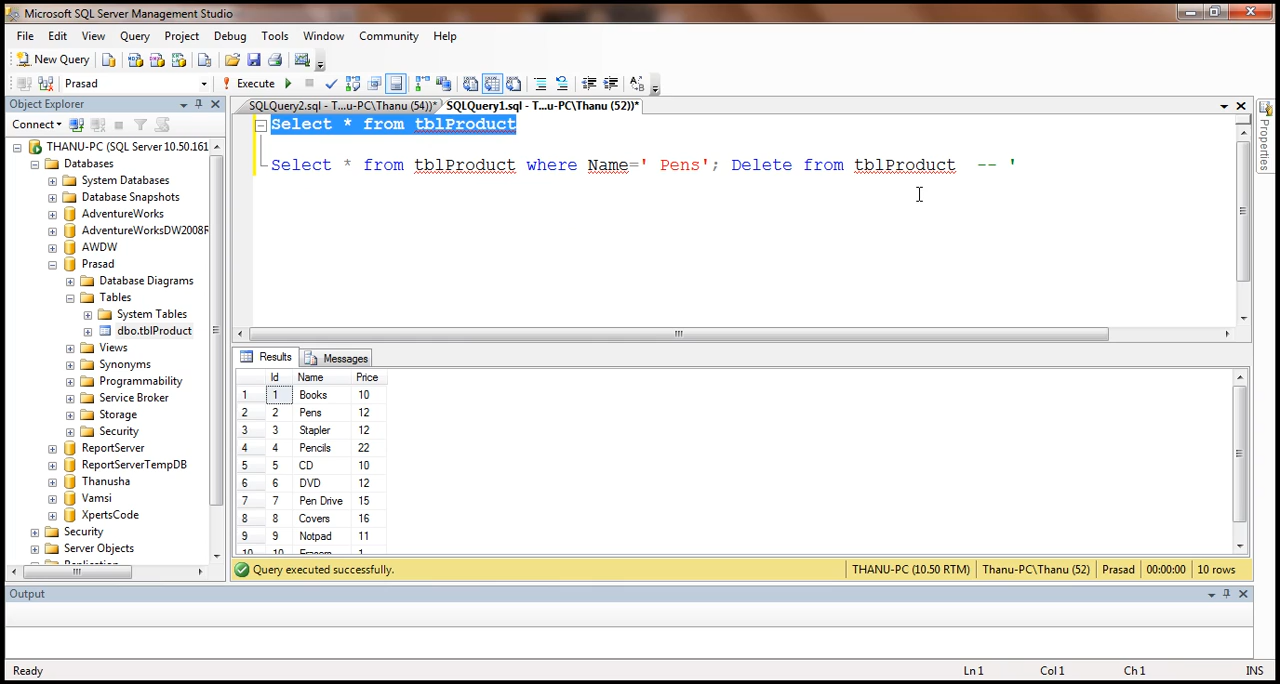 Microsoft SQL Server Management Studio
File Edit View Query Project Debug Tools Window Community Help
New Query
Prasad Execute
Object Explorer
SQLQuery2.sql - T...u-PC\Thanu (54))* SQLQuery1.sql - T...u-PC\Thanu (52))*
Connect
Select * from tblProduct
Select * from tblProduct where Name=' Pens'; Delete from tblProduct -- '
THANU-PC (SQL Server 10.50.161
Databases
System Databases
Database Snapshots
AdventureWorks
AdventureWorksDW2008R
AWDW
Prasad
Database Diagrams
Tables
System Tables
dbo.tblProduct
Views
Synonyms
Programmability
Service Broker
Storage
Security
ReportServer
ReportServerTempDB
Thanusha
Vamsi
XpertsCode
Security
Server Objects
Properties
Results Messages
Id Name Price
1 1 Books 10
2 2 Pens 12
3 3 Stapler 12
4 4 Pencils 22
5 5 CD 10
6 6 DVD 12
7 7 Pen Drive 15
8 8 Covers 16
9 9 Notpad 11
10 10
Query executed successfully. THANU-PC (10.50 RTM) Thanu-PC\Thanu (52) Prasad 00:00:00 10 rows
Output
Ready Ln 1 Col 1 Ch 1 INS